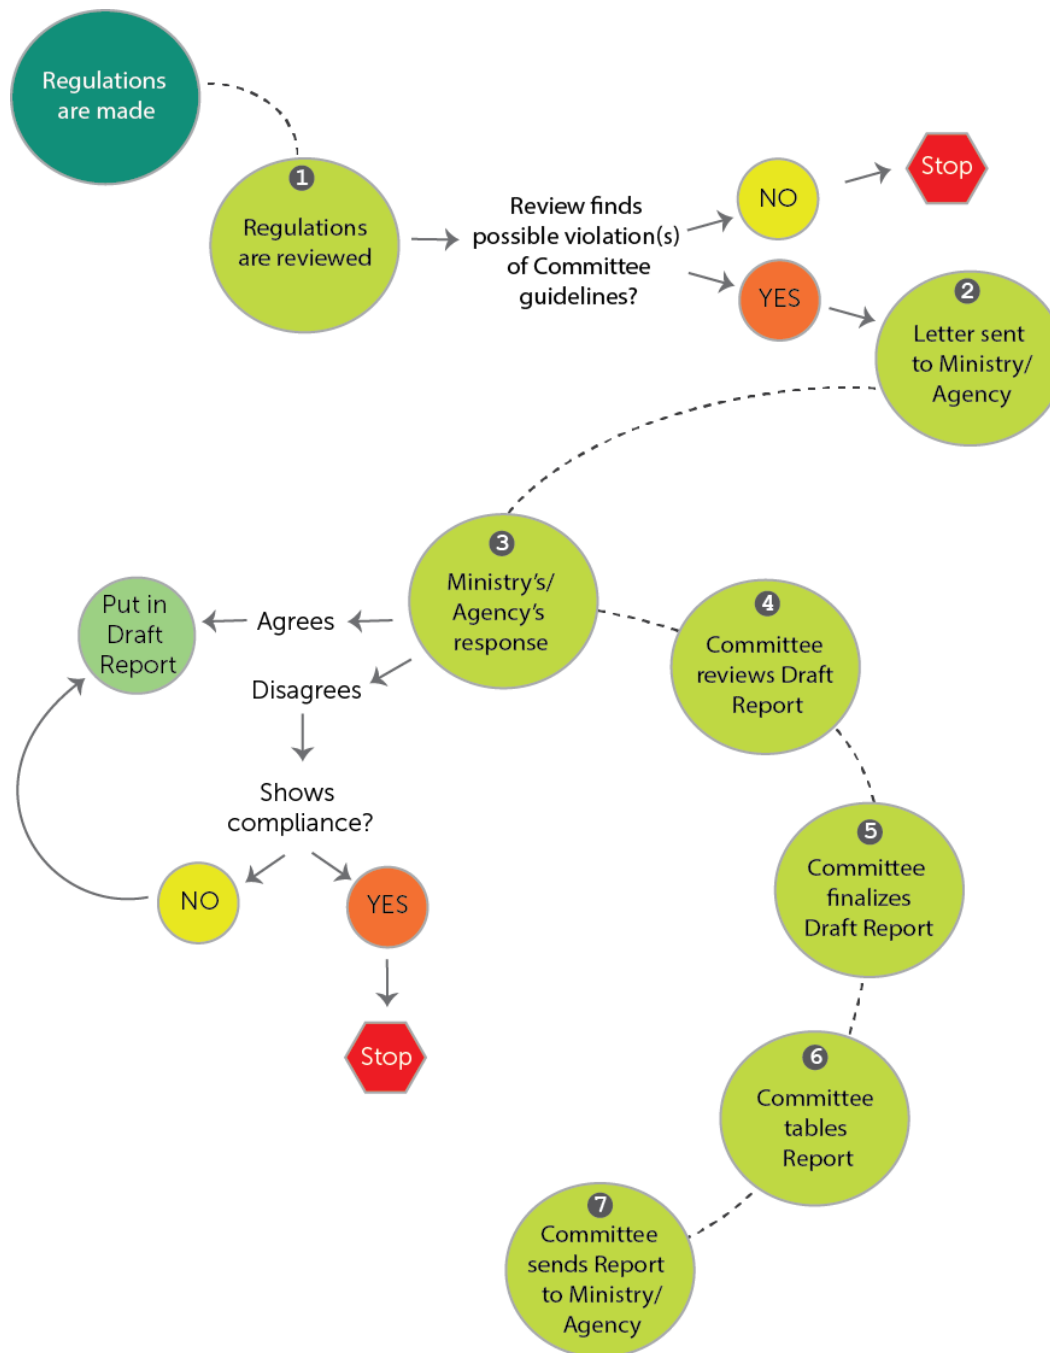 Regulations
are made
1
Regulations
are reviewed
Review finds
possible violation(s)
of Committee
guidelines?
NO
Stop
YES
2
Letter sent
to Ministry/
Agency
3
Ministry's/
Agency's
response
Agrees
Put in
Draft
Report
Disagrees
Shows
compliance?
NO
YES
Stop
4
Committee
reviews Draft
Report
5
Committee
finalizes
Draft Report
6
Committee
tables
Report
7
Committee
sends Report
to Ministry/
Agency